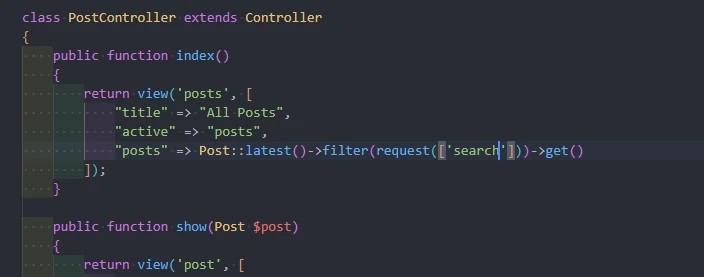 class PostController extends Controller
{
    public function index()
    {
        return view('posts', [
            "title" => "All Posts",
            "active" => "posts",
            "posts" => Post::latest()->filter(request(['search']))->get()
        ]);
    }

    public function show(Post $post)
    {
        return view('post', [